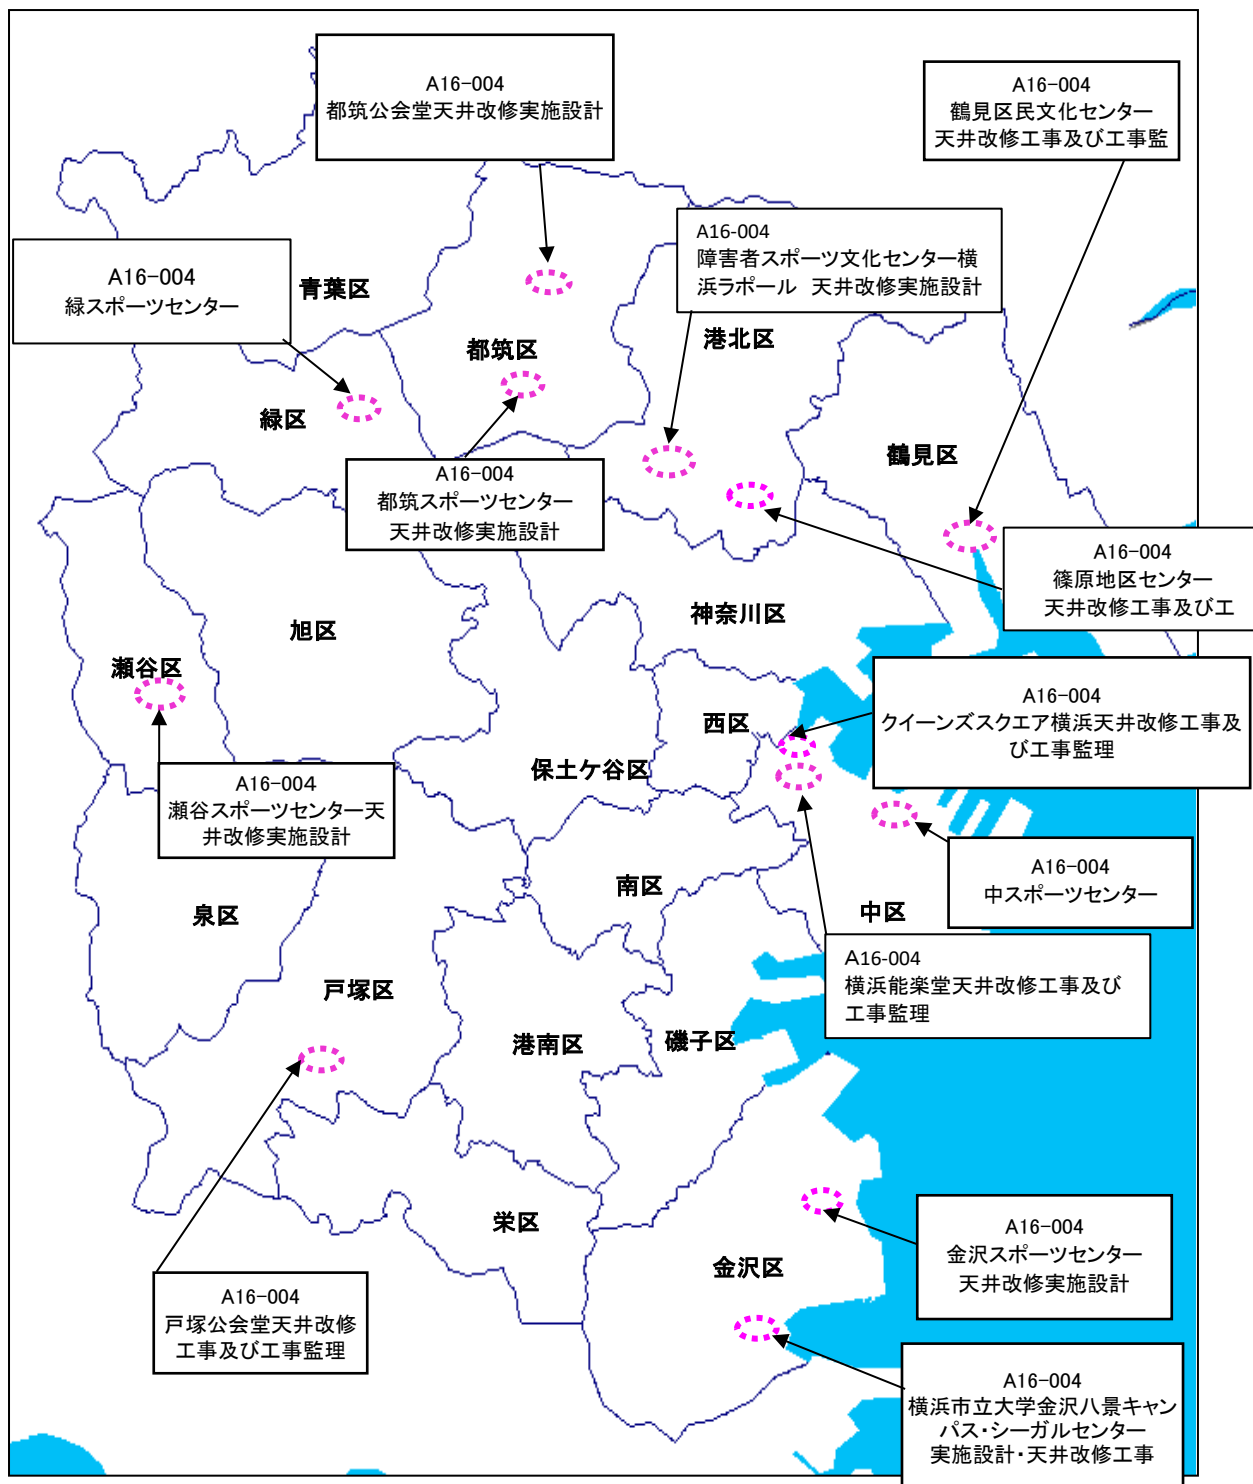 A16-004
都筑公会堂天井改修実施設計
A16-004
鶴見区民文化センター
天井改修工事及び工事監
A16-004
障害者スポーツ文化センター横
浜ラポール 天井改修実施設計
A16-004
緑スポーツセンター
青葉区
港北区
都筑区
緑区
鶴見区
A16-004
都筑スポーツセンター
天井改修実施設計
A16-004
篠原地区センター
天井改修工事及び工
神奈川区
旭区
瀬谷区
A16-004
クイーンズスクエア横浜天井改修工事及
び工事監理
西区
保土ケ谷区
A16-004
瀬谷スポーツセンター天
井改修実施設計
A16-004
中スポーツセンター
南区
中区
泉区
A16-004
横浜能楽堂天井改修工事及び
工事監理
戸塚区
港南区
磯子区
A16-004
金沢スポーツセンター
天井改修実施設計
栄区
金沢区
A16-004
戸塚公会堂天井改修
工事及び工事監理
A16-004
横浜市立大学金沢八景キャン
パス・シーガルセンター
実施設計・天井改修工事